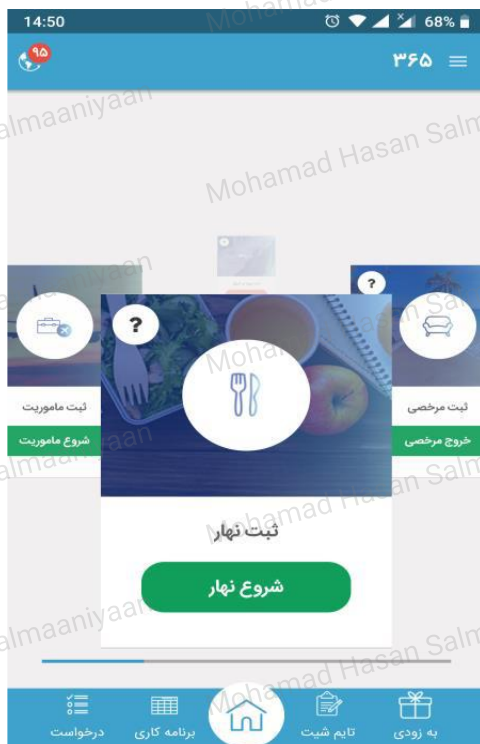 14:50
68%
۹۵
۳۶۵
?
?
ثبت مرخصی
خروج مرخصی
ثبت ماموریت
شروع ماموریت
ثبت نهار
شروع نهار
به زودی
تایم شیت
برنامه کاری
درخواست
Mohamad Hasan Salmaaniyaan